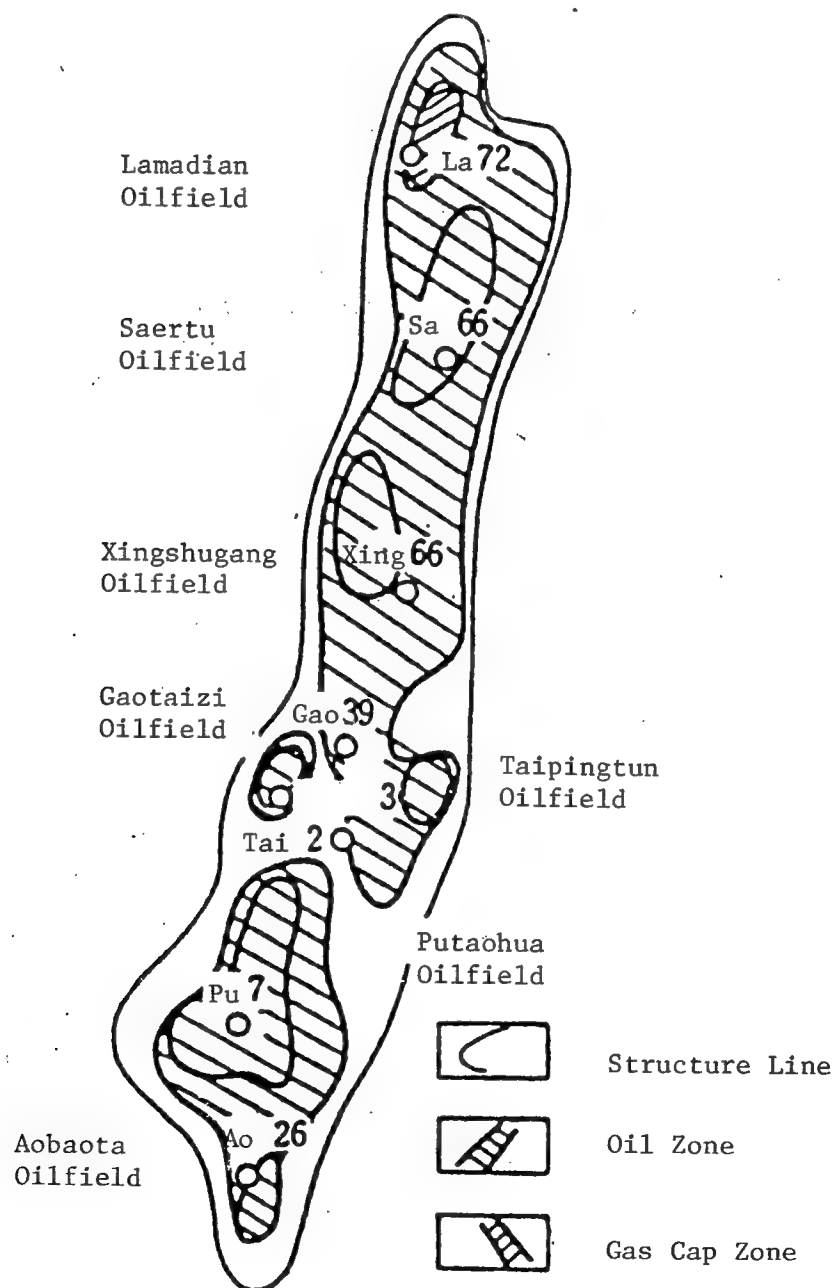 Lamadian
Oilfield
La 72
Saertu
Oilfield
Sa 66
Xingshugang
Oilfield
Xing 66
Gaotaizi
Oilfield
Gao 39
Taipingtun
Oilfield
3
Tai 2
Putaohua
Oilfield
Pu 7
Structure Line
Ao 26
Aobaota
Oilfield
Oil Zone
Gas Cap Zone